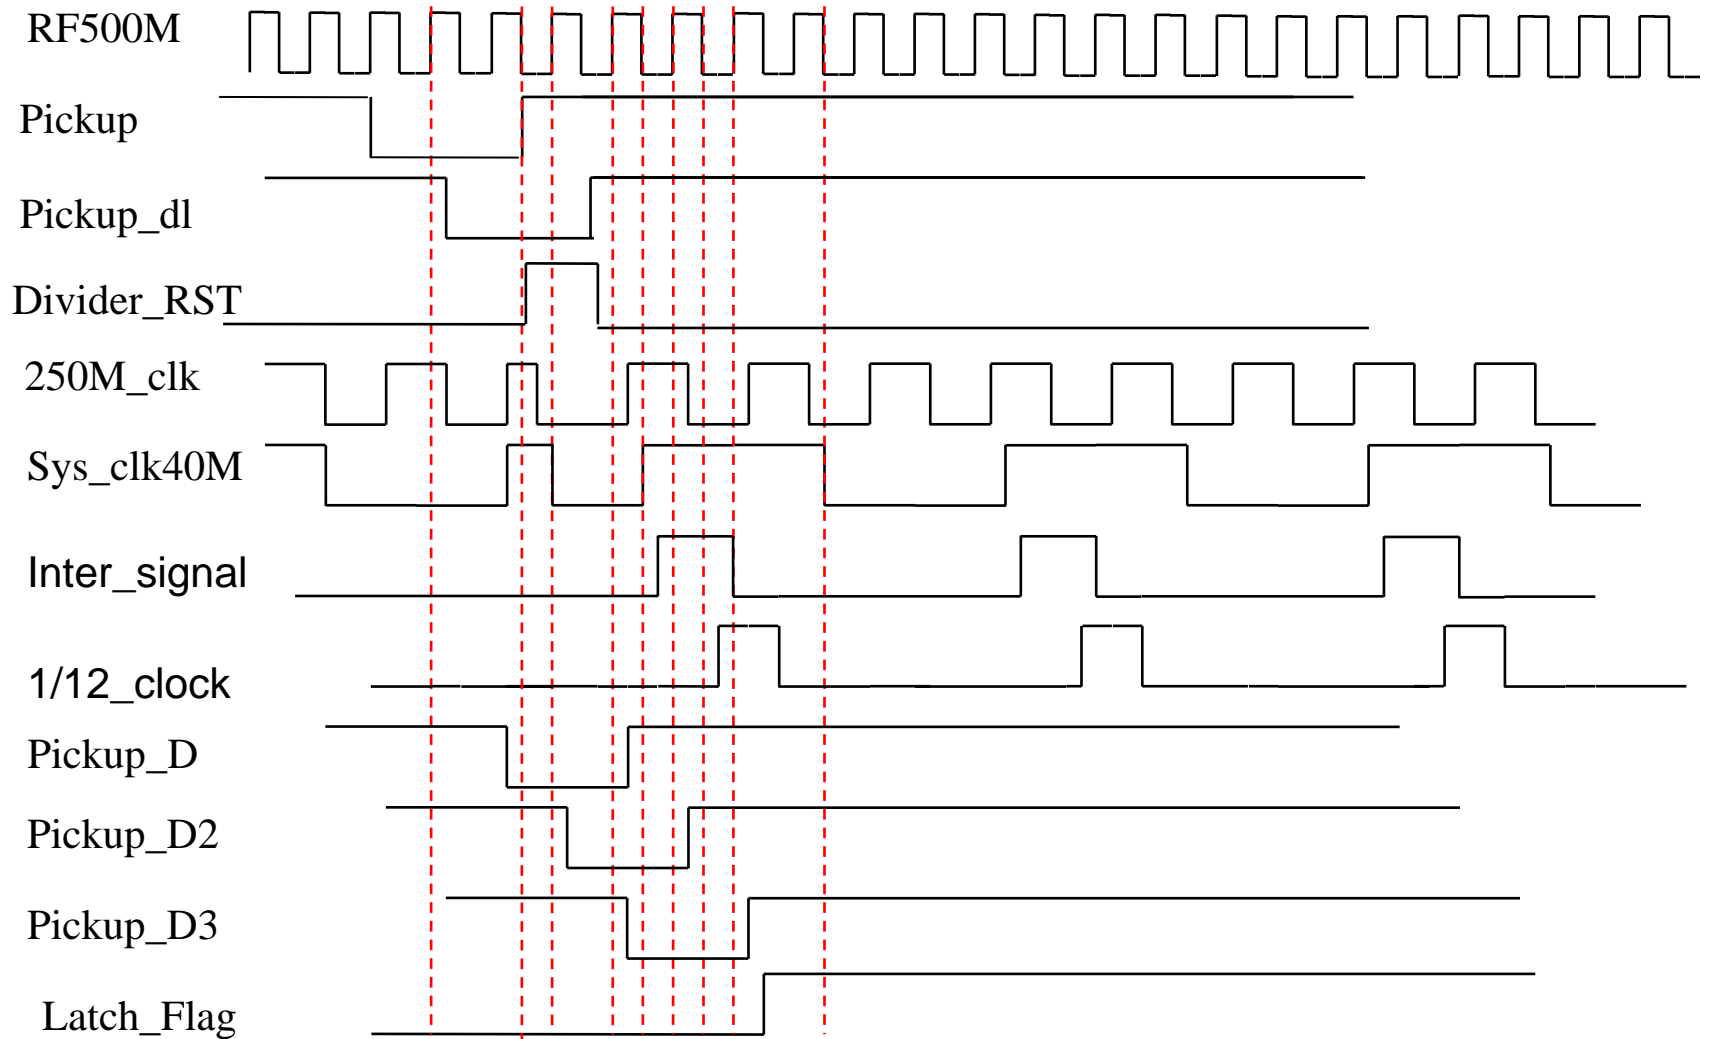 RF500M
Pickup
Pickup_dl
Divider_RST
250M_clk
Sys_clk40M
Inter_signal
1/12_clock
Pickup_D
Pickup_D2
Pickup_D3
Latch_Flag